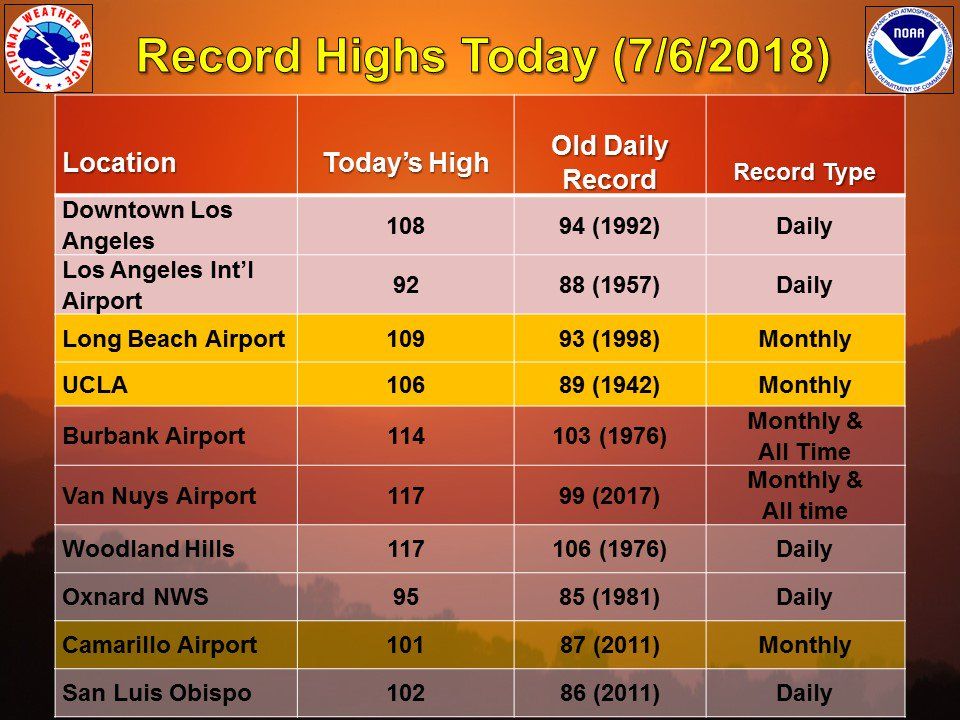 NATIONAL WEATHER SERVICE
Record Highs Today (7/6/2018)
NATIONAL OCEANIC AND ATMOSPHERIC ADMINISTRATION
NOAA
U.S. DEPARTMENT OF COMMERCE
Location Today’s High Old Daily Record Record Type
Downtown Los Angeles 108 94 (1992) Daily
Los Angeles Int’l Airport 92 88 (1957) Daily
Long Beach Airport 109 93 (1998) Monthly
UCLA 106 89 (1942) Monthly
Burbank Airport 114 103 (1976) Monthly & All Time
Van Nuys Airport 117 99 (2017) Monthly & All time
Woodland Hills 117 106 (1976) Daily
Oxnard NWS 95 85 (1981) Daily
Camarillo Airport 101 87 (2011) Monthly
San Luis Obispo 102 86 (2011) Daily